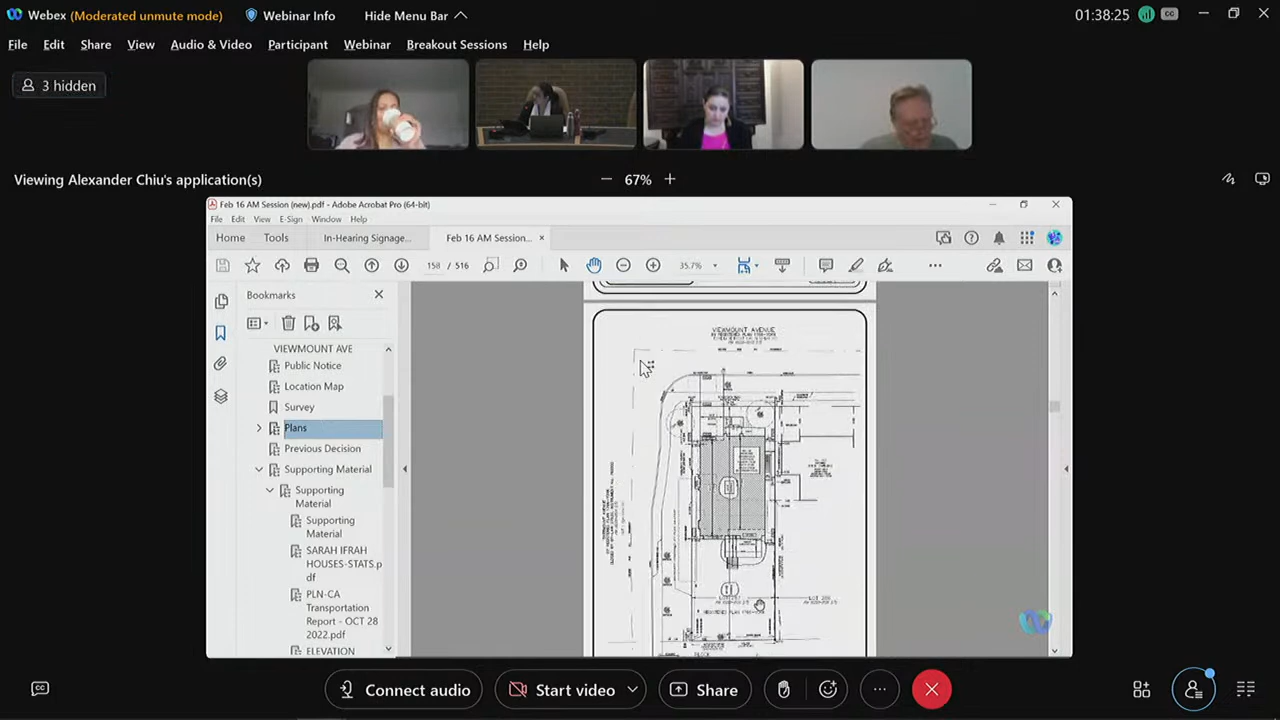 Webex (Moderated unmute mode) Webinar Info Hide Menu Bar 01:38:25 CC
File Edit Share View Audio & Video Participant Webinar Breakout Sessions Help
3 hidden
Viewing Alexander Chiu's application(s) 67%
Feb 16 AM Session (new).pdf - Adobe Acrobat Pro (64-bit)
File Edit View E-Sign Window Help
Home Tools In-Hearing Signage... Feb 16 AM Session...
158 / 516 35.7%
Bookmarks
VIEWMOUNT AVE
Public Notice
Location Map
Survey
Plans
Previous Decision
Supporting Material
Supporting
Material
Supporting
Material
SARAH IFRAH
HOUSES-STATS.p
df
PLN-CA
Transportation
Report - OCT 28
2022.pdf
ELEVATION
VIEWMOUNT AVENUE
Connect audio Start video Share